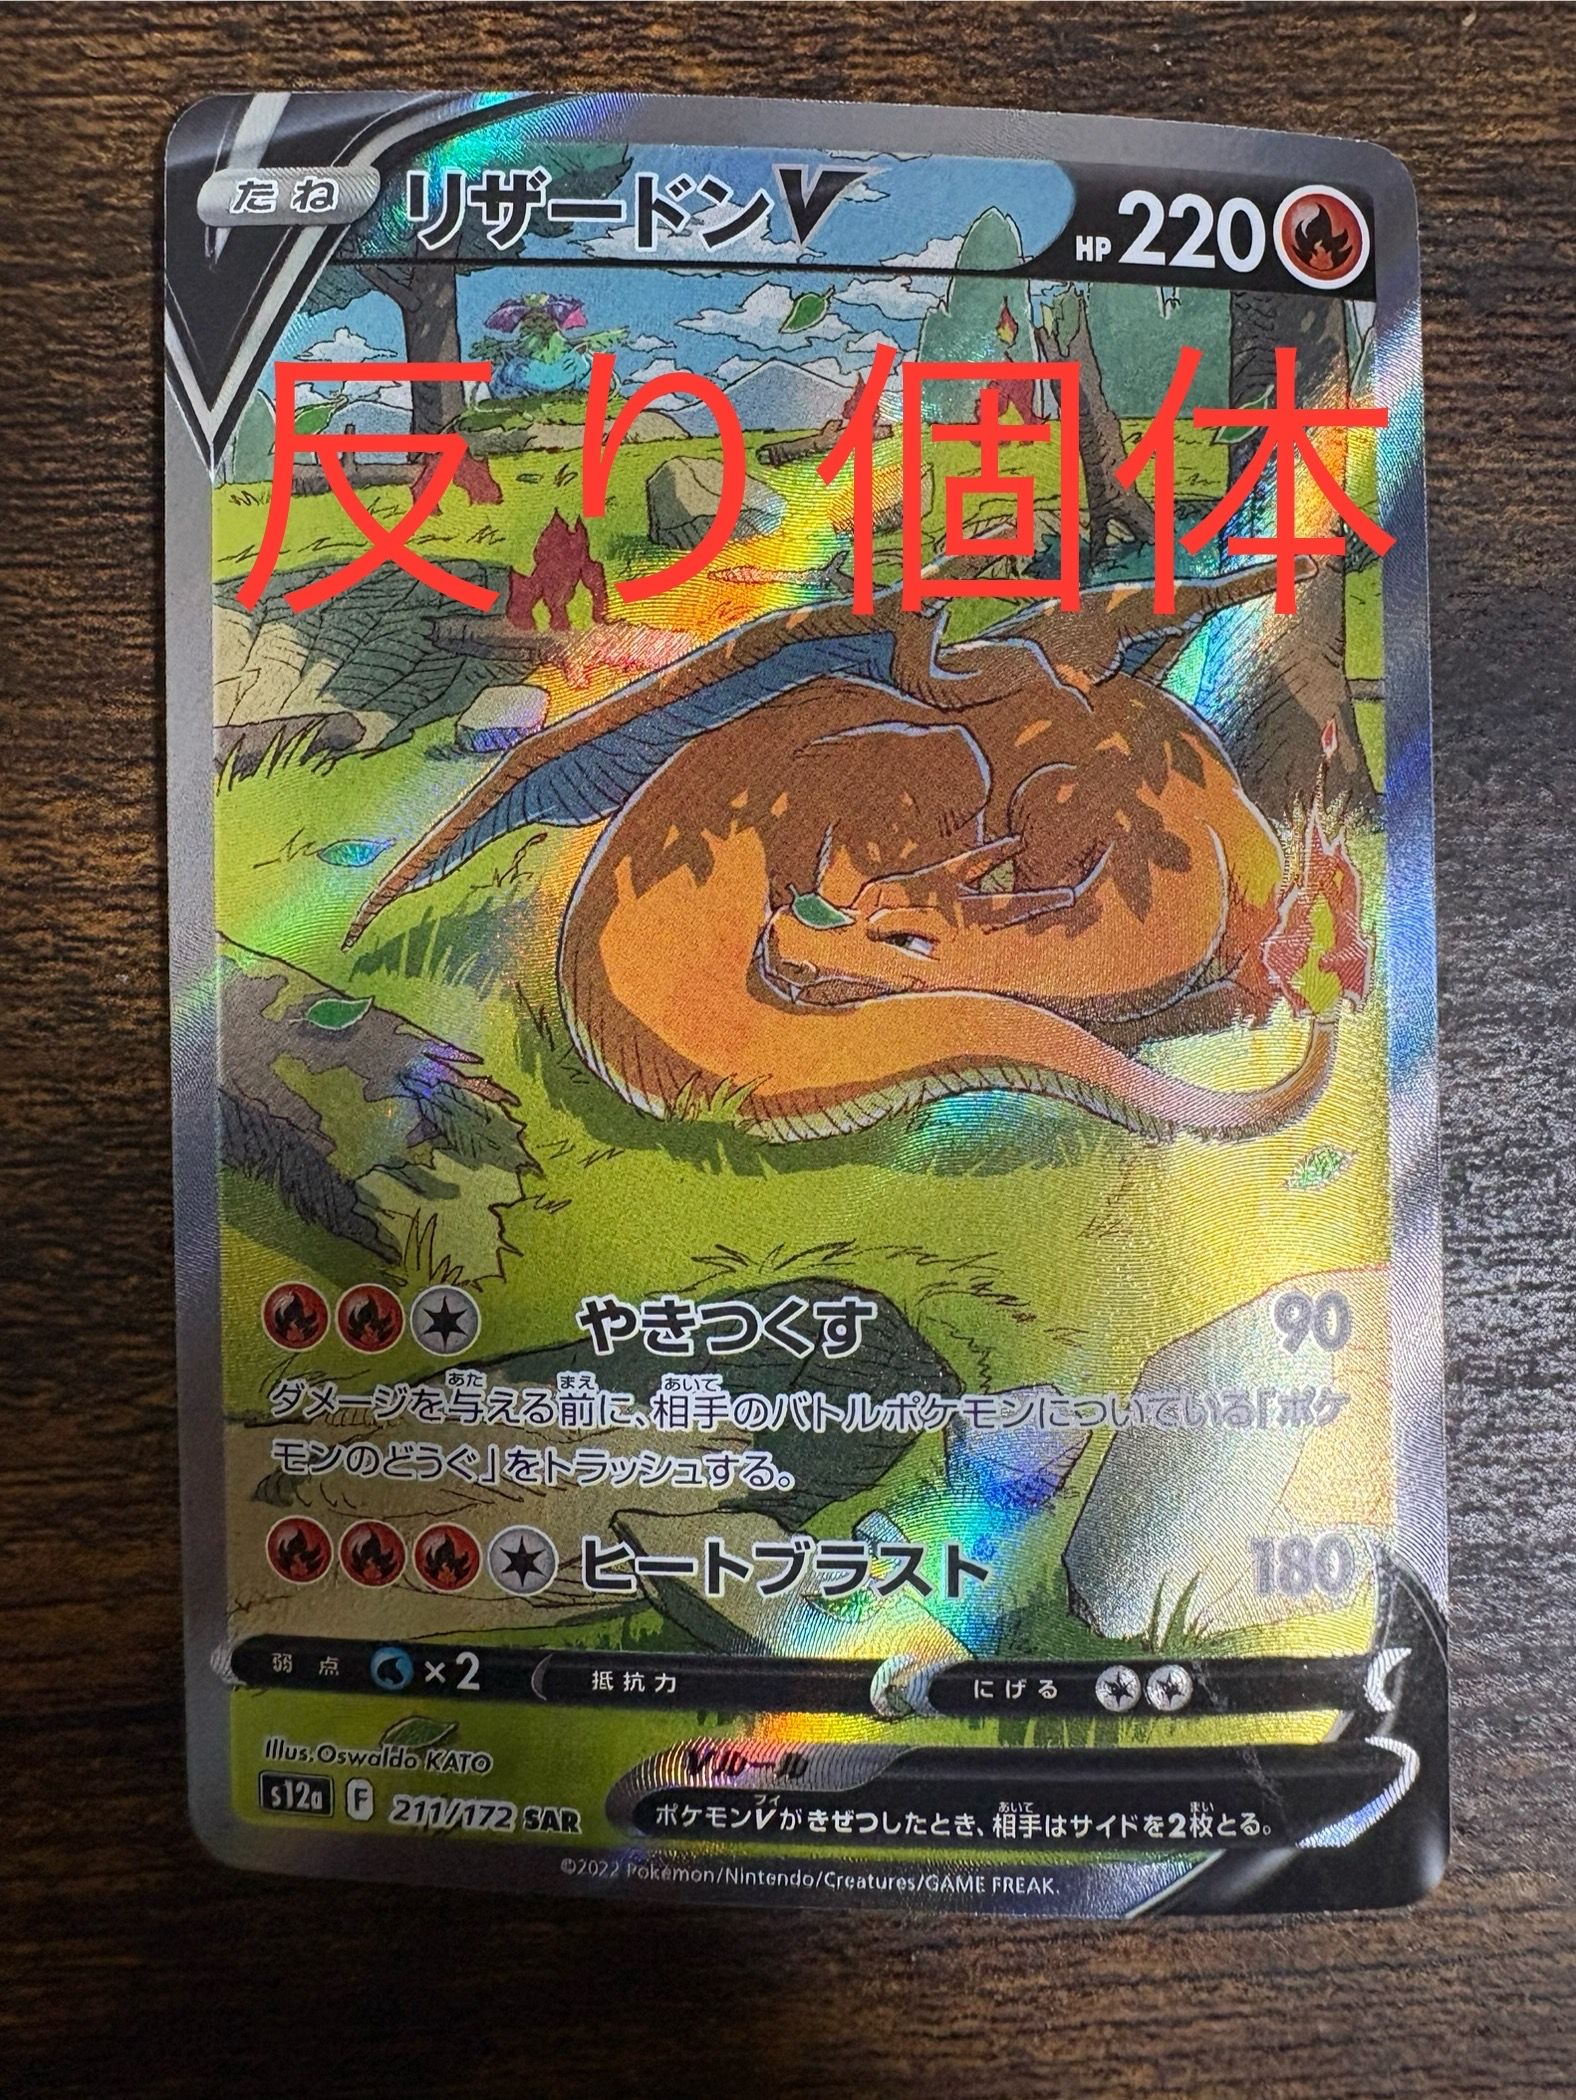 たね リザードンV HP 220
反り個体
やきつくす 90
ダメージを与える前に、相手のバトルポケモンについている「ポケ
モンのどうぐ」をトラッシュする。
ヒートブラスト 180
弱点 ×2 抵抗力 にげる
Illus. Oswaldo KATO
Vルール
s12a F 211/172 SAR
ポケモンVがきぜつしたとき、相手はサイドを2枚とる。
©2022 Pokémon/Nintendo/Creatures/GAME FREAK.